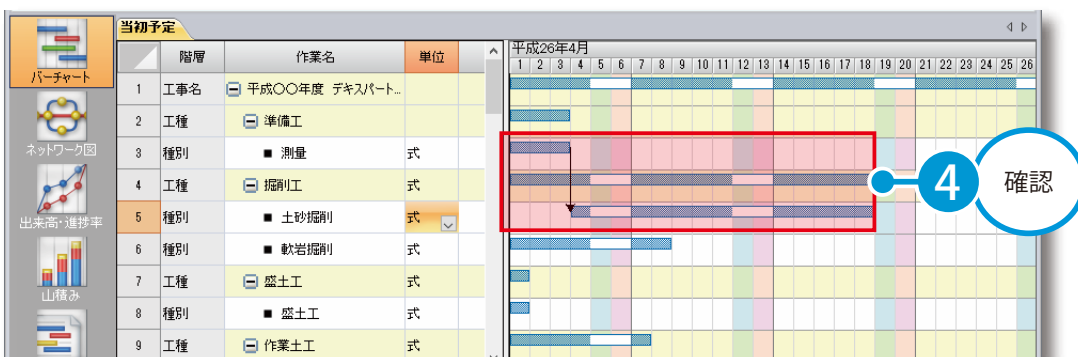 当初予定
バーチャート
ネットワーク図
出来高・進捗率
山積み
階層 作業名 単位
平成26年4月
1 2 3 4 5 6 7 8 9 10 11 12 13 14 15 16 17 18 19 20 21 22 23 24 25 26
1 工事名 平成〇〇年度 デキスパート...
2 工種 準備工
3 種別 ■ 測量 式
4 工種 掘削工 式
5 種別 ■ 土砂掘削 式
6 種別 ■ 軟岩掘削 式
7 工種 盛土工 式
8 種別 ■ 盛土工 式
9 工種 作業土工 式
4 確認